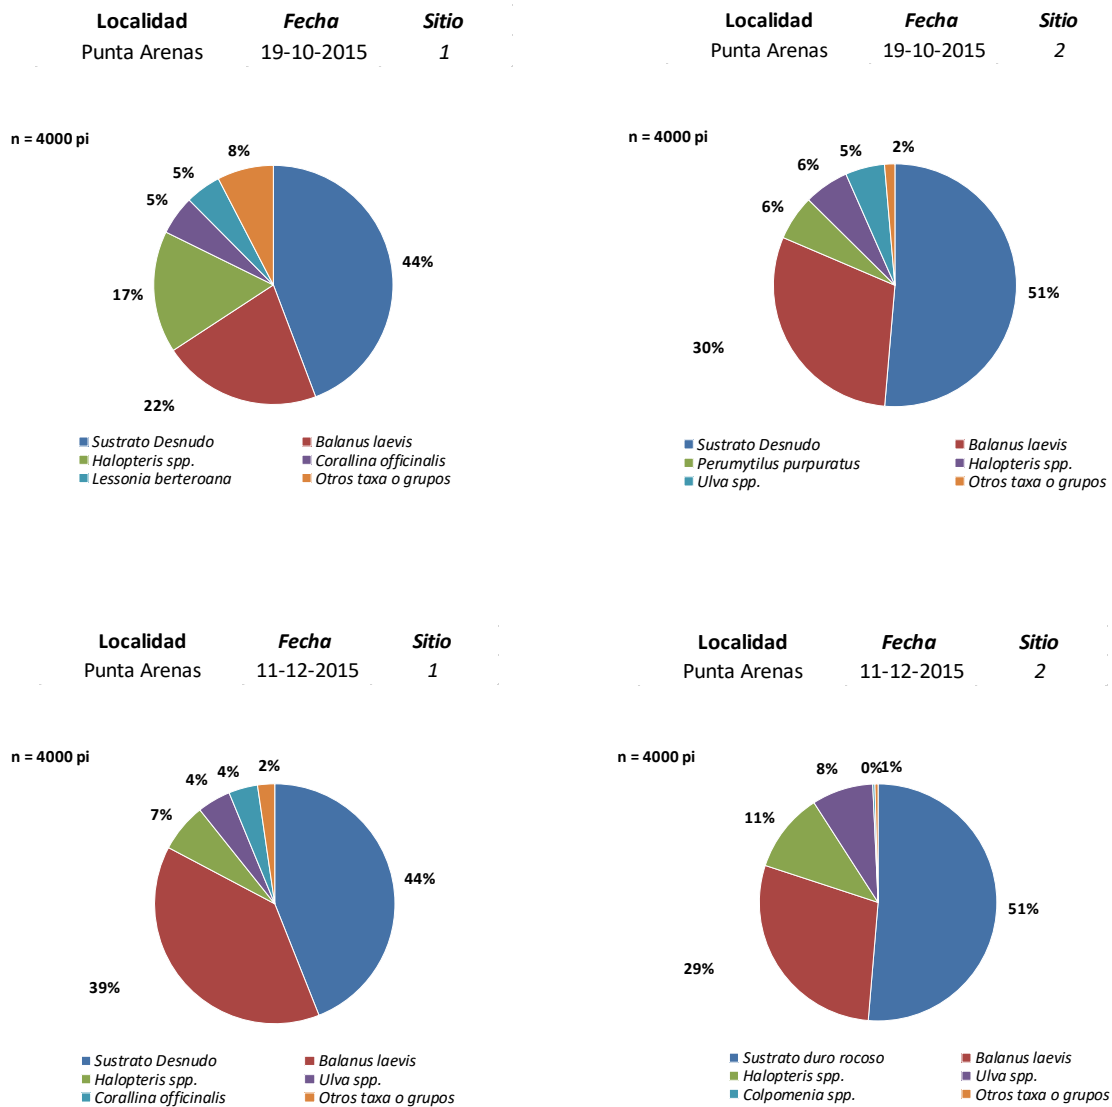 Localidad Fecha Sitio
Punta Arenas 19-10-2015 1
n = 4000 pi
8%
5%
5%
44%
17%
22%
Sustrato Desnudo Balanus laevis
Halopteris spp. Corallina officinalis
Lessonia berteroana Otros taxa o grupos
Localidad Fecha Sitio
Punta Arenas 19-10-2015 2
n = 4000 pi
2%
5%
6%
6%
51%
30%
Sustrato Desnudo Balanus laevis
Perumytilus purpuratus Halopteris spp.
Ulva spp. Otros taxa o grupos
Localidad Fecha Sitio
Punta Arenas 11-12-2015 1
n = 4000 pi
2%
4%
4%
7%
44%
39%
Sustrato Desnudo Balanus laevis
Halopteris spp. Ulva spp.
Corallina officinalis Otros taxa o grupos
Localidad Fecha Sitio
Punta Arenas 11-12-2015 2
n = 4000 pi
8% 0% 1%
11%
51%
29%
Sustrato duro rocoso Balanus laevis
Halopteris spp. Ulva spp.
Colpomenia spp. Otros taxa o grupos